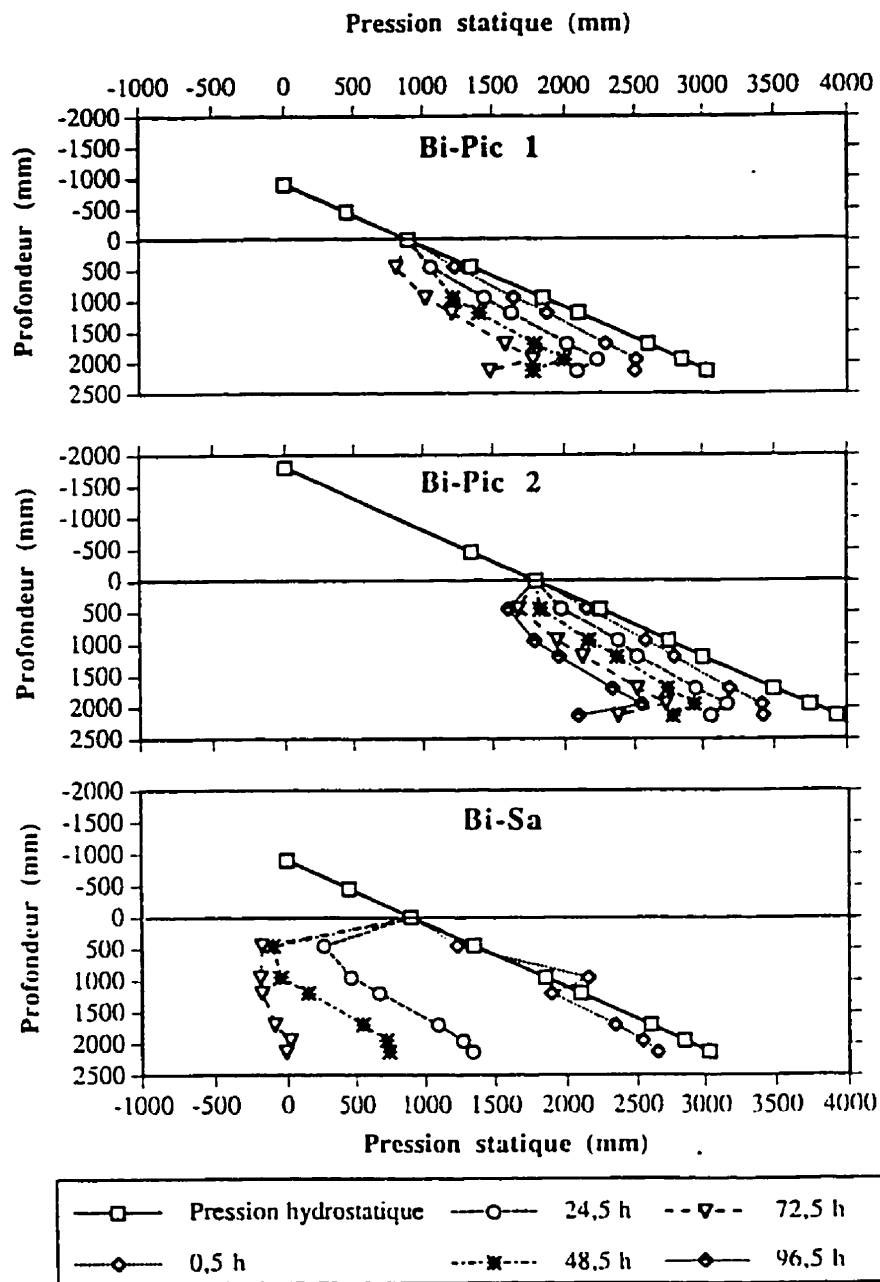 Pression statique (mm)
-1000 -500 0 500 1000 1500 2000 2500 3000 3500 4000
Bi-Pic 1
Profondeur (mm)
-2000
-1500
-1000
-500
0
500
1000
1500
2000
2500
Bi-Pic 2
Profondeur (mm)
-2000
-1500
-1000
-500
0
500
1000
1500
2000
2500
Bi-Sa
Profondeur (mm)
-2000
-1500
-1000
-500
0
500
1000
1500
2000
2500
-1000 -500 0 500 1000 1500 2000 2500 3000 3500 4000
Pression statique (mm)
Pression hydrostatique 24,5 h 72,5 h
0,5 h 48,5 h 96,5 h